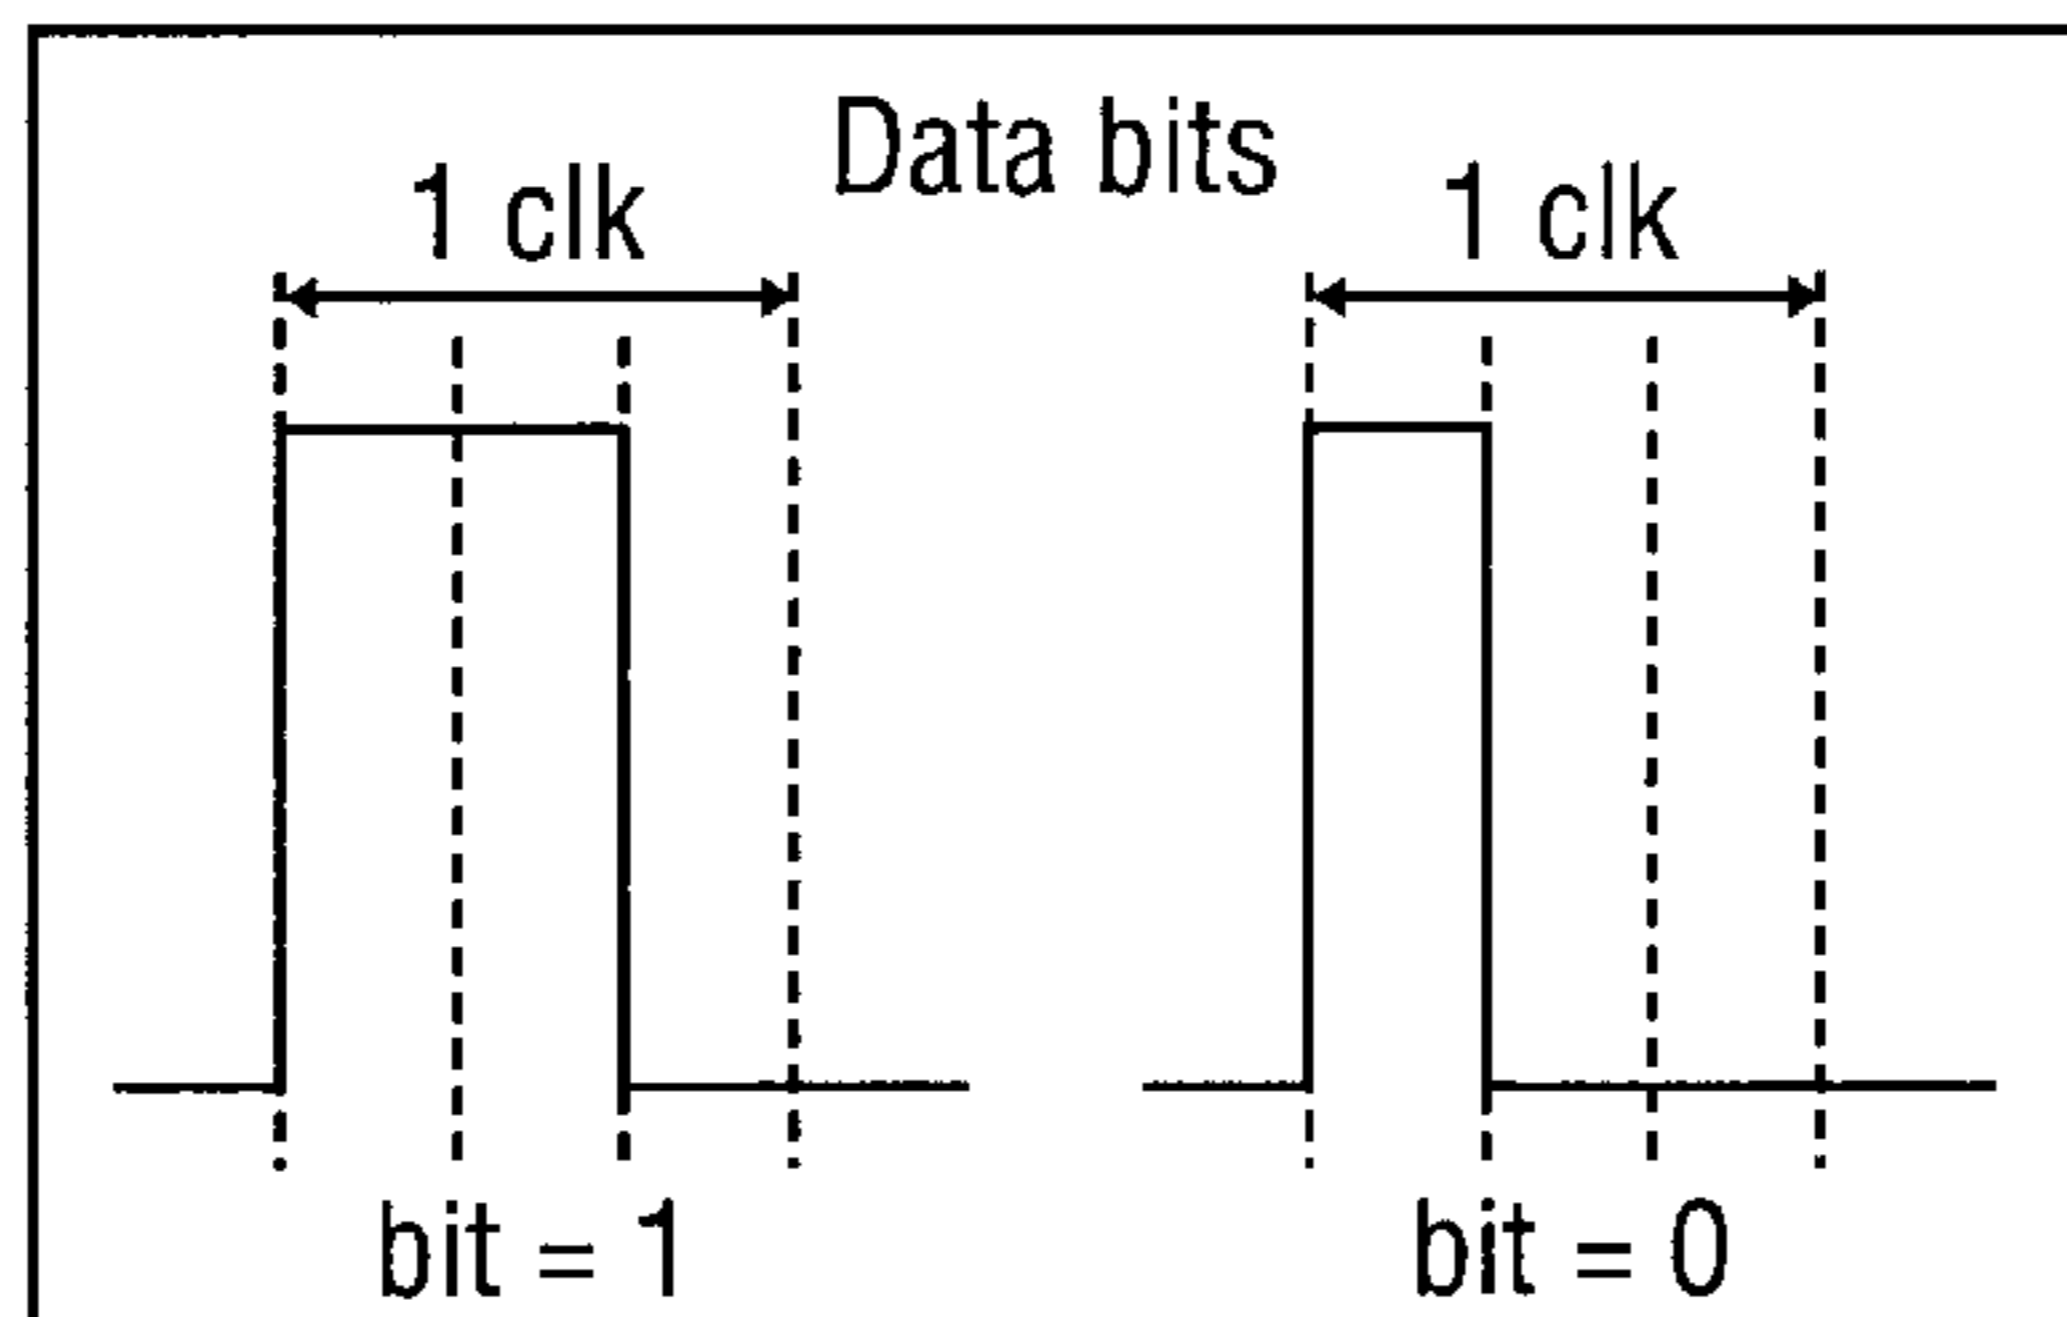 Data bits
1 clk
1 clk
bit = 1
bit = 0